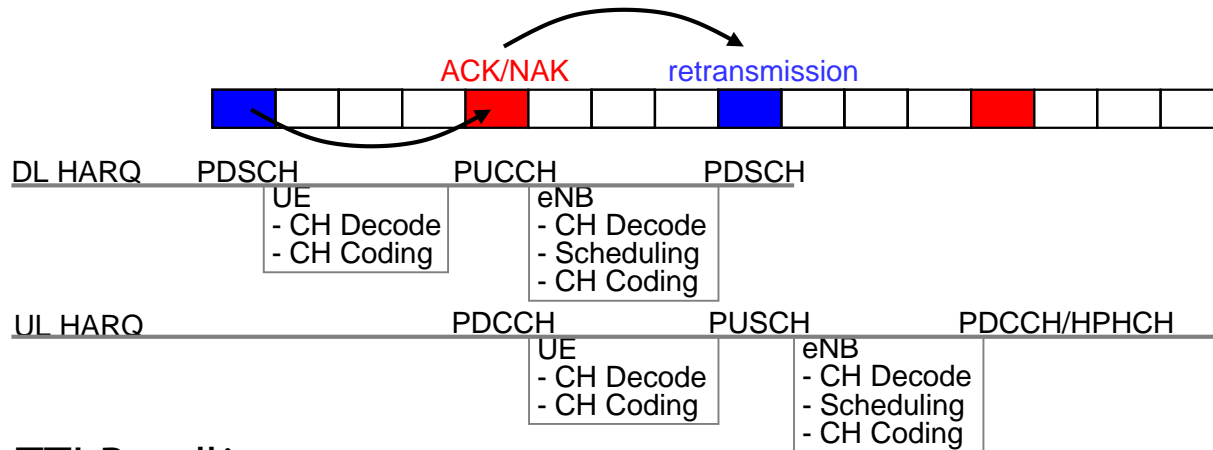 ACK/NAK retransmission
DL HARQ PDSCH PUCCH PDSCH
UE eNB
- CH Decode - CH Decode
- CH Coding - Scheduling
- CH Coding
UL HARQ PDCCH PUSCH PDCCH/HPHCH
UE eNB
- CH Decode - CH Decode
- CH Coding - Scheduling
- CH Coding